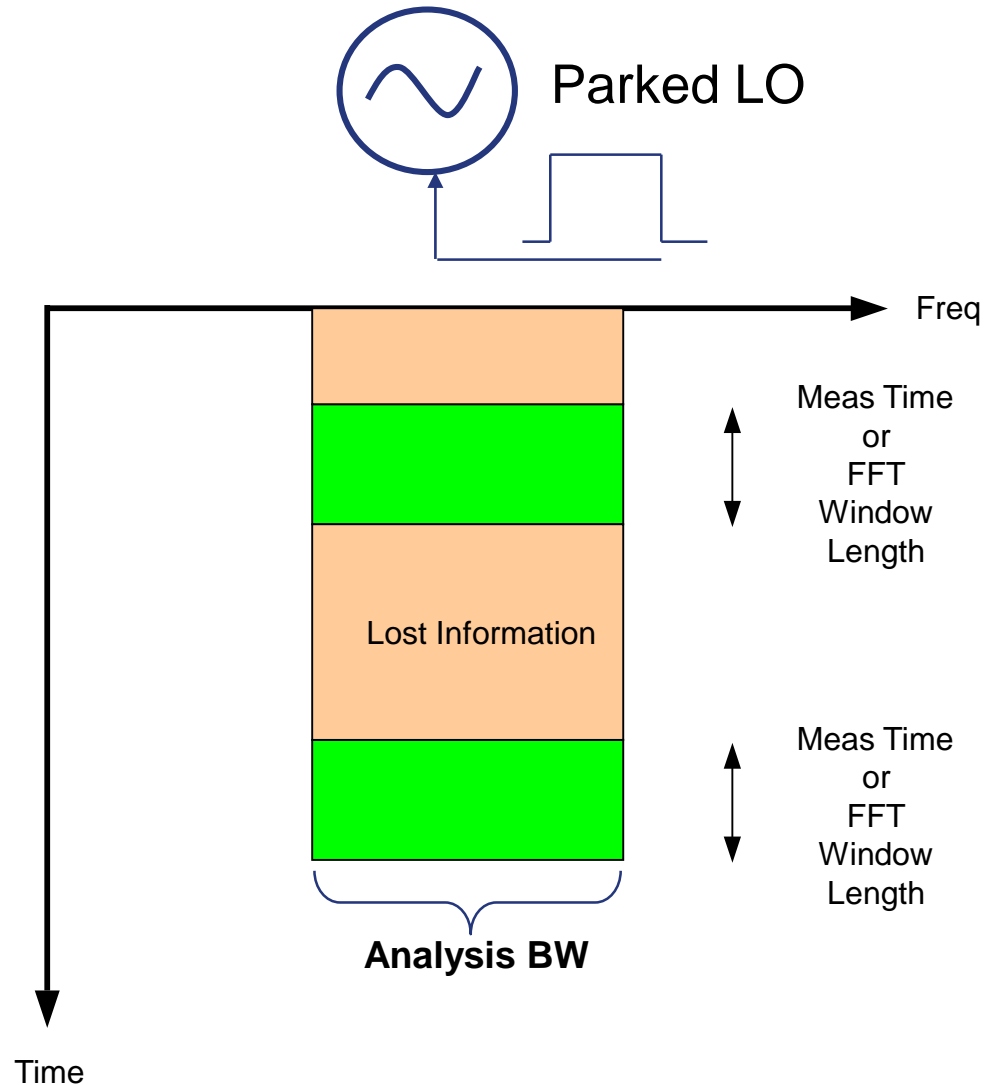 Parked LO
Freq
Meas Time
or
FFT
Window
Length
Lost Information
Meas Time
or
FFT
Window
Length
Analysis BW
Time